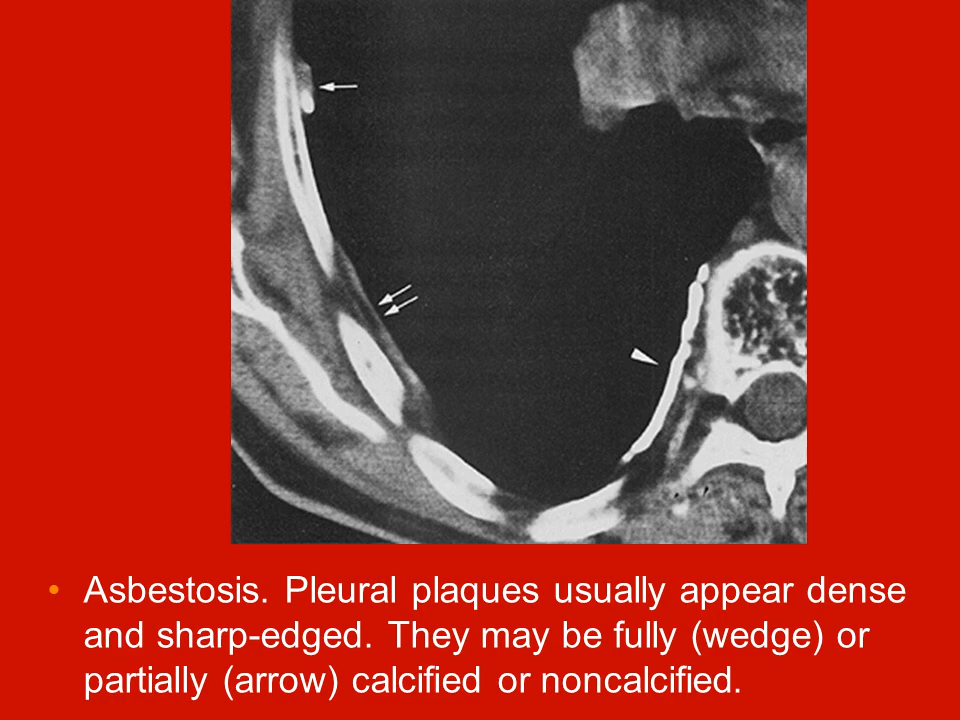 • Asbestosis. Pleural plaques usually appear dense
and sharp-edged. They may be fully (wedge) or
partially (arrow) calcified or noncalcified.